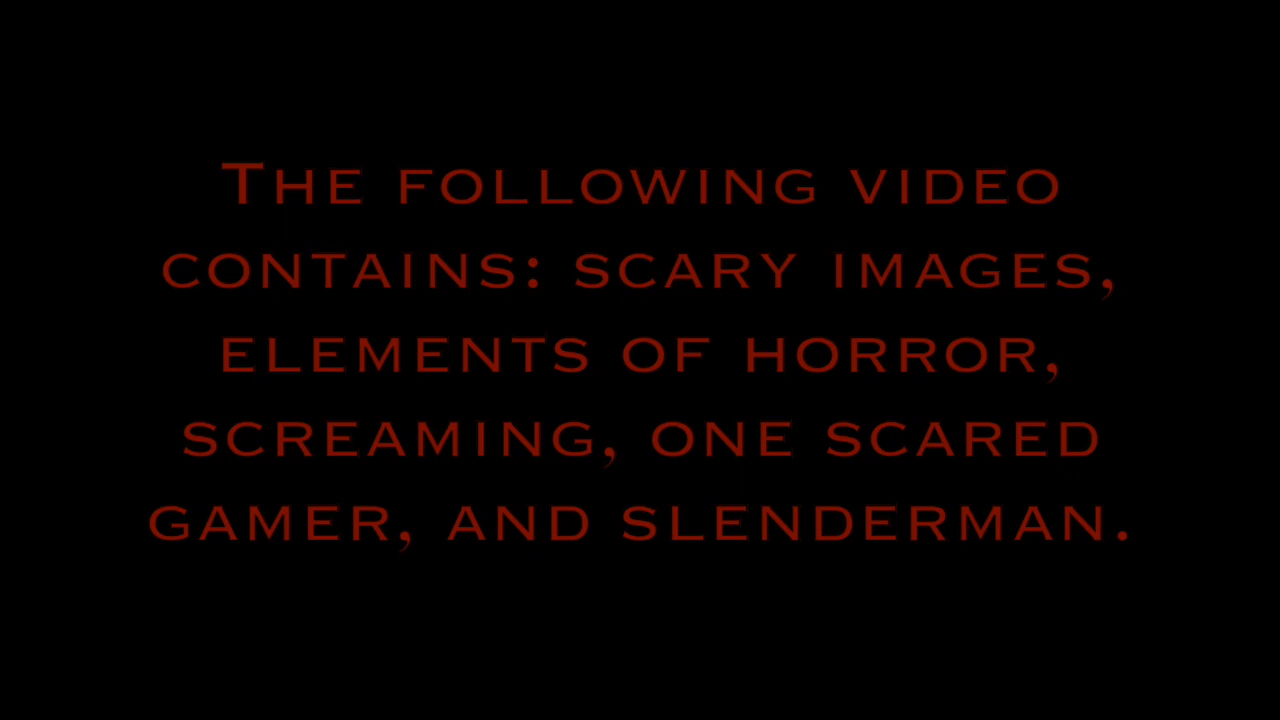 The following video
contains: scary images,
elements of horror,
screaming, one scared
gamer, and slenderman.